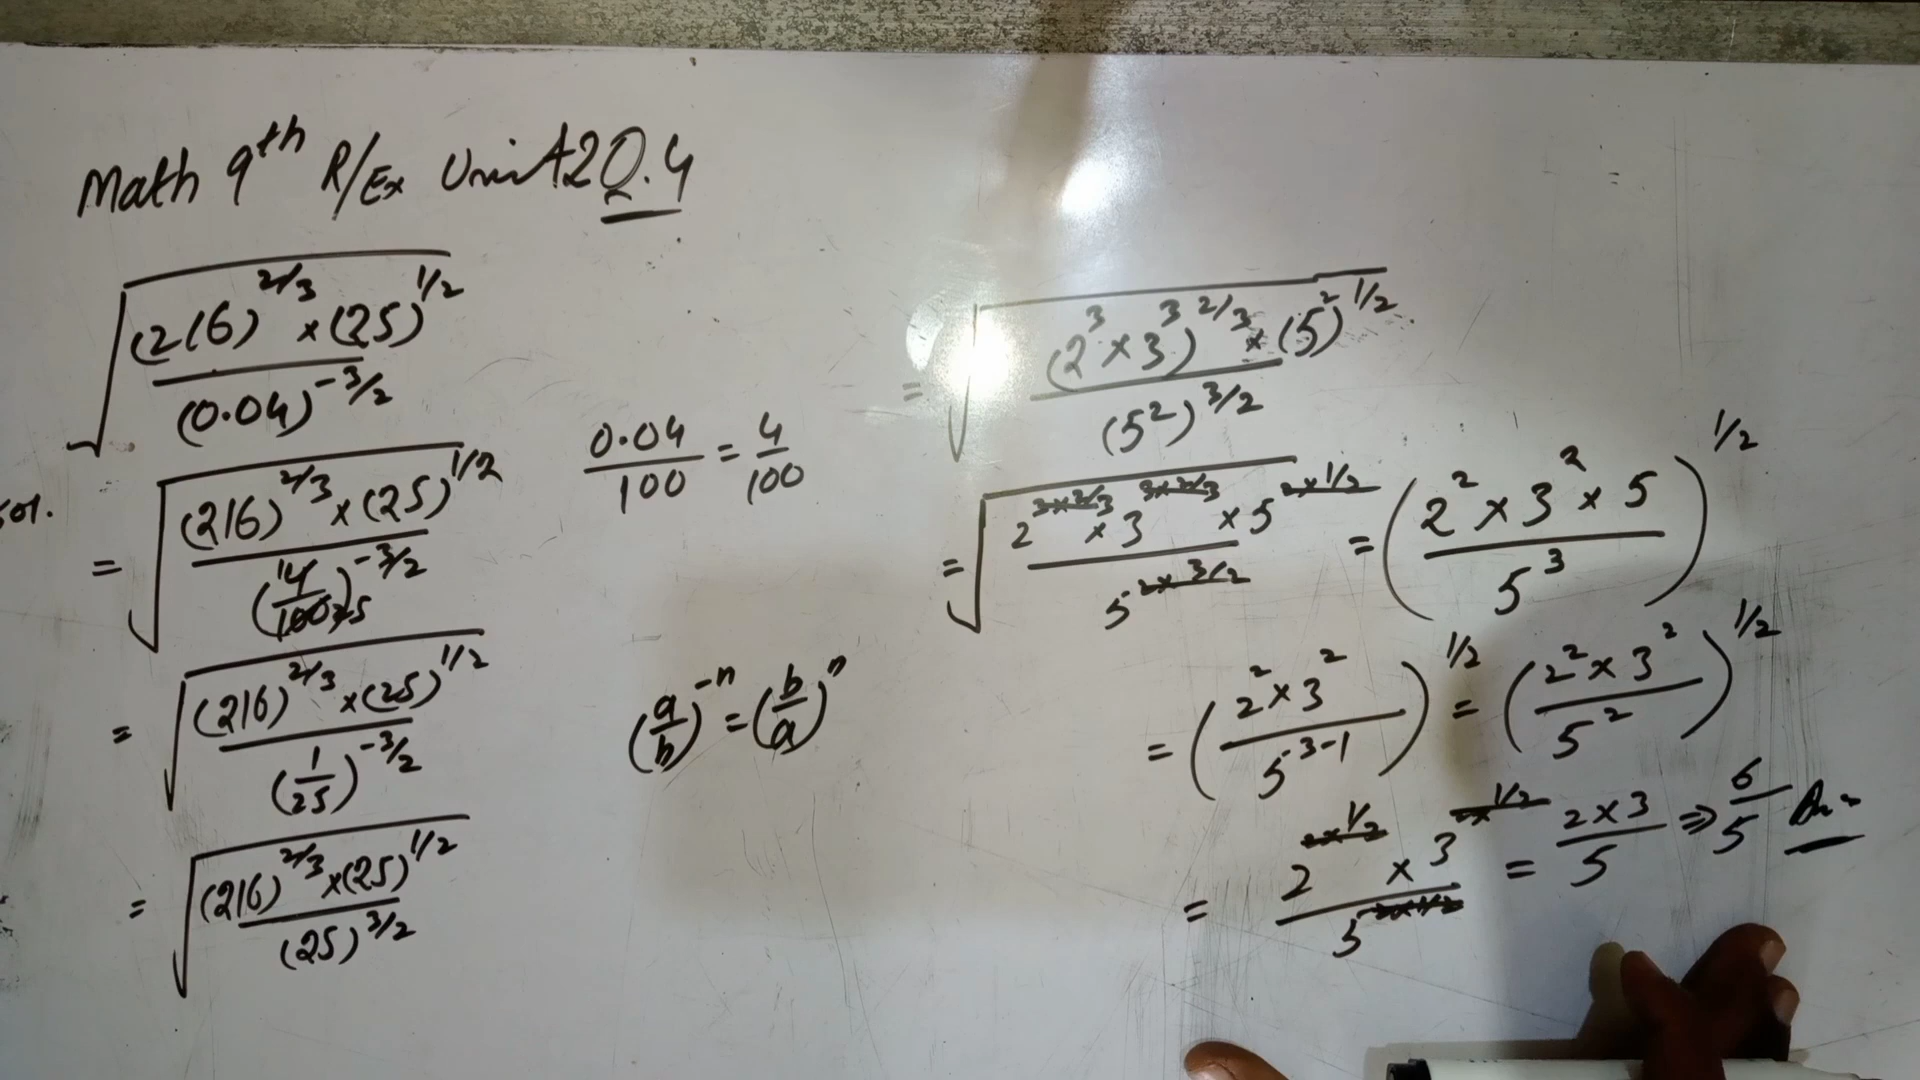 Math 9th R/Ex Unit 2 Q.4
√((216)^2/3 × (25)^1/2 / (0.04)^-3/2)
Sol.
= √((216)^2/3 × (25)^1/2 / (4/100)^-3/2)
0.04/100 = 4/100
= √((216)^2/3 × (25)^1/2 / (1/25)^-3/2)
(a/b)^-n = (b/a)^n
= √((216)^2/3 × (25)^1/2 / (25)^3/2)
= √((2^3 × 3^3)^2/3 × (5)^2^1/2 / (5^2)^3/2)
= √(2^3×2/3 × 3^3×2/3 × 5^2×1/2 / 5^2×3/2) = (2^2 × 3^2 × 5 / 5^3)^1/2
= (2^2 × 3^2 / 5^3-1)^1/2 = (2^2 × 3^2 / 5^2)^1/2
= 2^2×1/2 × 3^2×1/2 / 5^2×1/2 = 2×3/5 ⇒ 6/5